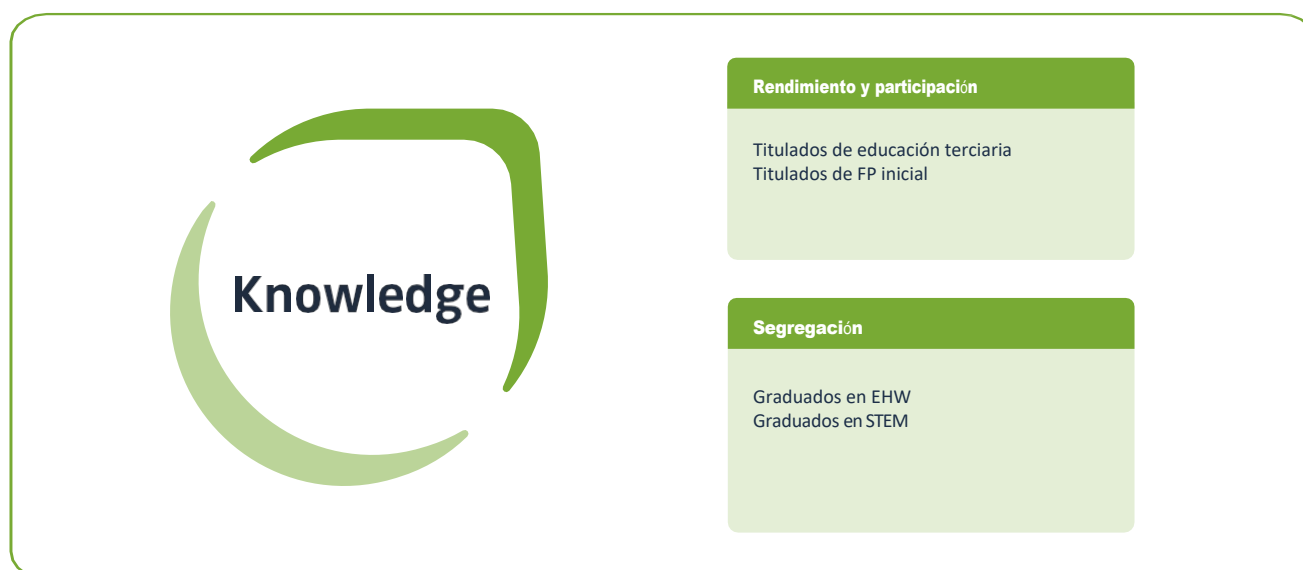 Knowledge
Rendimiento y participación
Titulados de educación terciaria
Titulados de FP inicial
Segregación
Graduados en EHW
Graduados en STEM